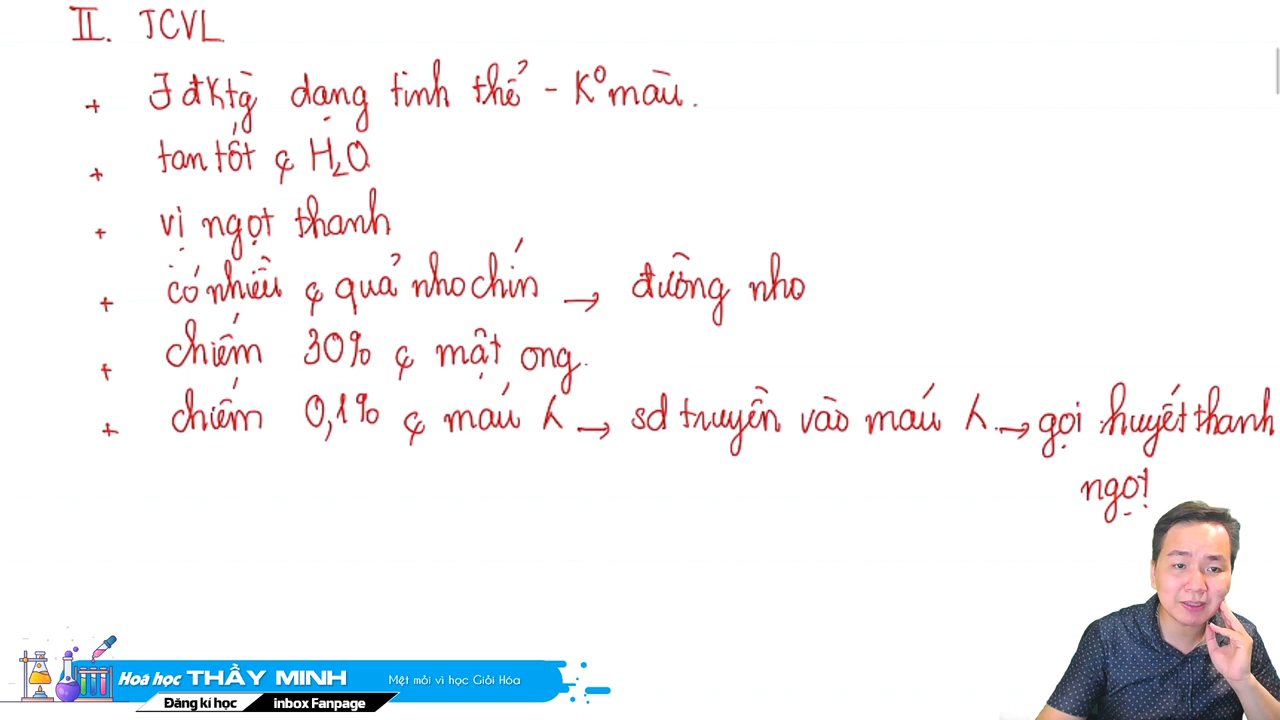 II. TCVL
+ Ở đktg dạng tinh thể - K⁰ màu.
+ tan tốt ç H₂O
+ vị ngọt thanh
+ có nhiều ç quả nho chín → đường nho
+ chiếm 30% ç mật ong.
+ chiếm 0,1% ç máu → sd truyền vào máu → gọi huyết thanh
ngọt
Hoá học THẦY MINH
Mệt mỏi vì học Giỏi Hóa
Đăng kí học inbox Fanpage